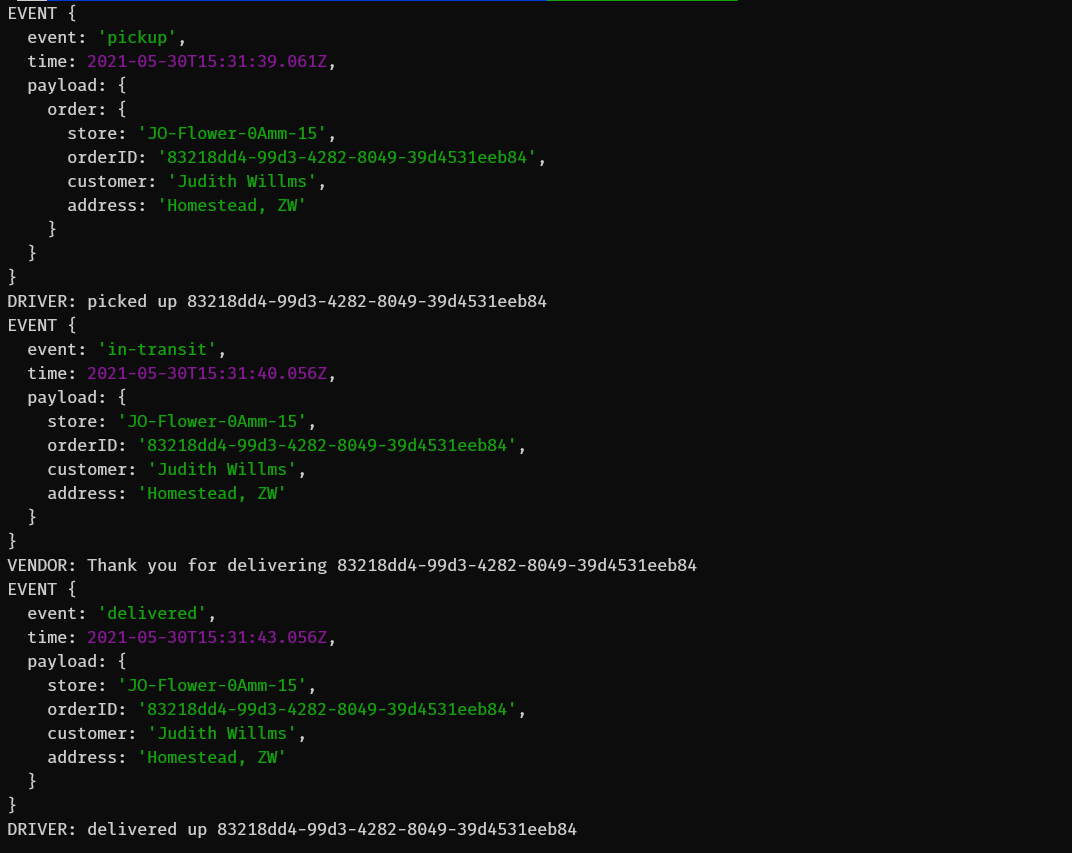 EVENT {
  event: 'pickup',
  time: 2021-05-30T15:31:39.061Z,
  payload: {
    order: {
      store: 'JO-Flower-0Amm-15',
      orderID: '83218dd4-99d3-4282-8049-39d4531eeb84',
      customer: 'Judith Willms',
      address: 'Homestead, ZW'
    }
  }
}
DRIVER: picked up 83218dd4-99d3-4282-8049-39d4531eeb84
EVENT {
  event: 'in-transit',
  time: 2021-05-30T15:31:40.056Z,
  payload: {
    store: 'JO-Flower-0Amm-15',
    orderID: '83218dd4-99d3-4282-8049-39d4531eeb84',
    customer: 'Judith Willms',
    address: 'Homestead, ZW'
  }
}
VENDOR: Thank you for delivering 83218dd4-99d3-4282-8049-39d4531eeb84
EVENT {
  event: 'delivered',
  time: 2021-05-30T15:31:43.056Z,
  payload: {
    store: 'JO-Flower-0Amm-15',
    orderID: '83218dd4-99d3-4282-8049-39d4531eeb84',
    customer: 'Judith Willms',
    address: 'Homestead, ZW'
  }
}
DRIVER: delivered up 83218dd4-99d3-4282-8049-39d4531eeb84